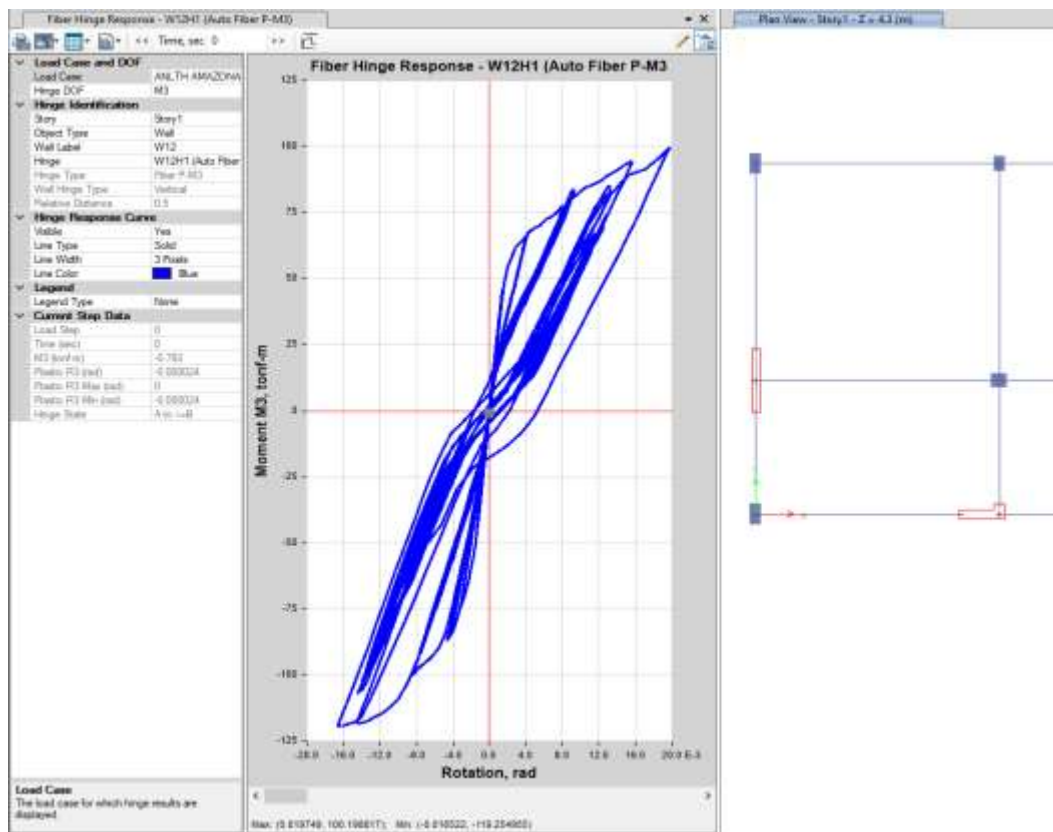 Fiber Hinge Response - W12H1 (Auto Fiber P-M3)
Plan View - Story1 - Z = 4.3 (m)
<< Time, sec 0 >>
Load Case and DOF
Load Case ANLTH AMAZONA
Hinge DOF M3
Hinge Identification
Story Story1
Object Type Wall
Wall Label W12
Hinge W12H1 (Auto Fiber
Hinge Type Fiber P-M3
Wall Hinge Type Vertical
Relative Distance 0.5
Hinge Response Curve
Visible Yes
Line Type Solid
Line Width 3 Pixels
Line Color Blue
Legend
Legend Type None
Current Step Data
Load Step 0
Time (sec) 0
M3 (tonf-m) -0.783
Plastic R3 (rad) -0.000024
Plastic R3 Max (rad) 0
Plastic R3 Min (rad) -0.000024
Hinge State A to <=B
Load Case
The load case for which hinge results are
displayed.
Fiber Hinge Response - W12H1 (Auto Fiber P-M3
Moment M3, tonf-m
125
100
75
50
25
0
-25
-50
-75
-100
-125
-20.0 -16.0 -12.0 -8.0 -4.0 0.0 4.0 8.0 12.0 16.0 20.0 E-3
Rotation, rad
Max: (0.019749, 100.198817); Min: (-0.016522, -119.254955)